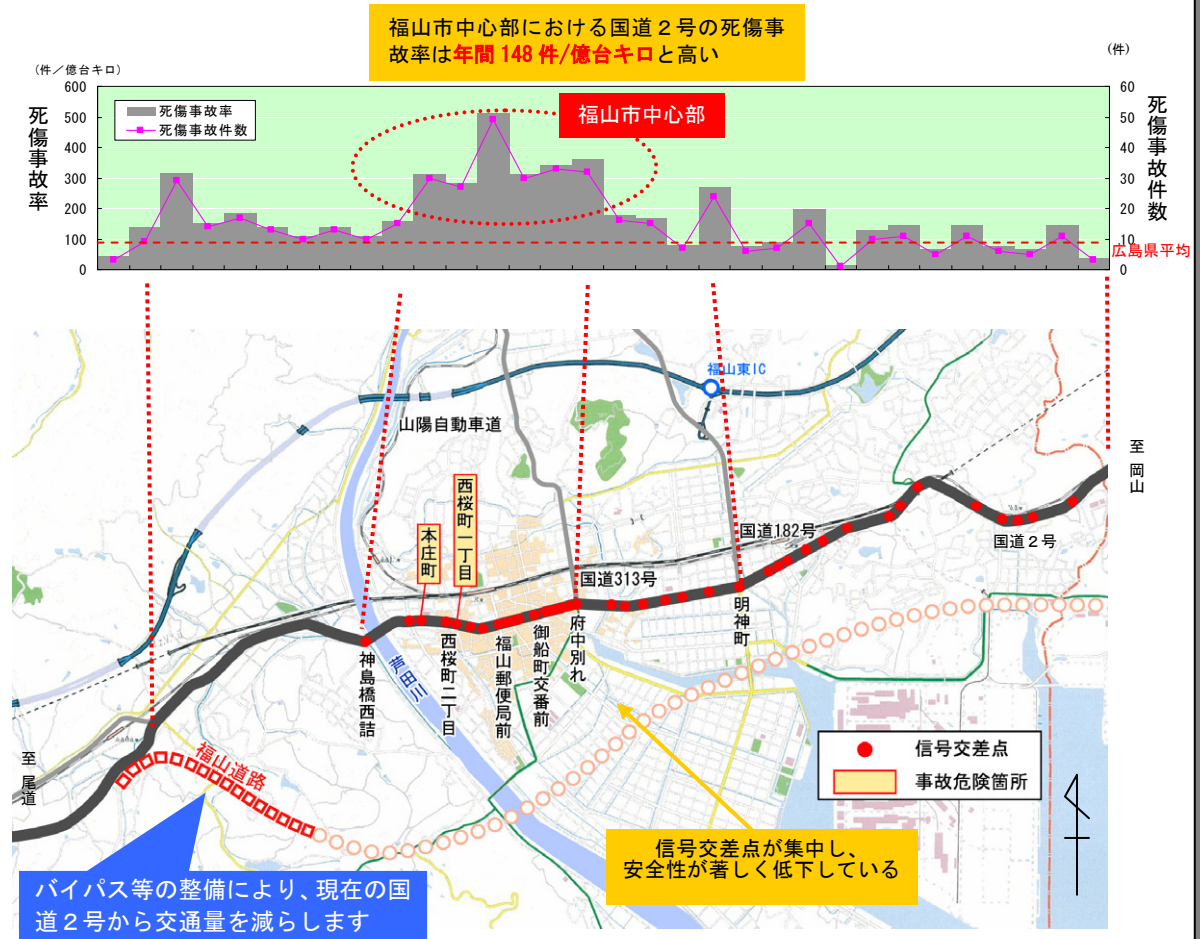 福山市中心部における国道２号の死傷事
故率は年間 148 件/億台キロと高い
(件／億台キロ)
(件)
死傷事故率
死傷事故件数
600
500
400
300
200
100
0
60
50
40
30
20
10
0
死傷事故率
死傷事故件数
福山市中心部
広島県平均
福山東IC
山陽自動車道
至 岡山
西桜町一丁目
本庄町
国道182号
国道２号
国道313号
明神町
府中別れ
御船町交番前
福山郵便局前
西桜町二丁目
神島橋西詰
芦田川
至 尾道
福山道路
信号交差点
事故危険箇所
信号交差点が集中し、
安全性が著しく低下している
バイパス等の整備により、現在の国
道２号から交通量を減らします